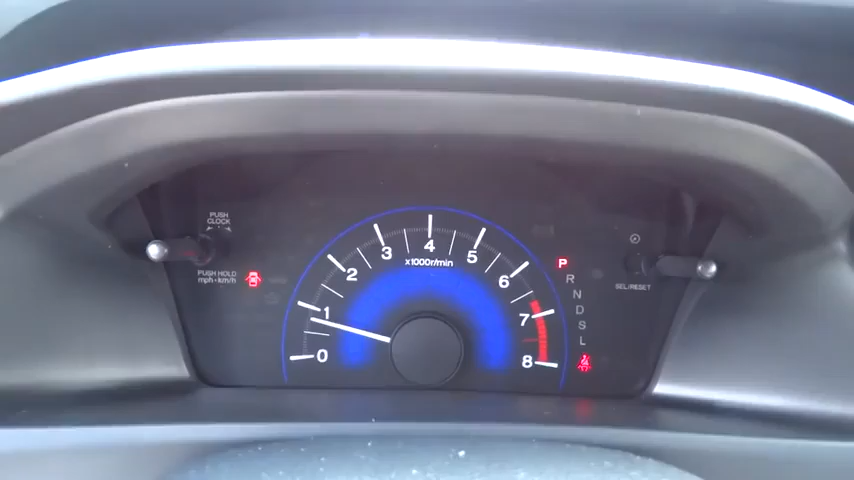 PUSH
CLOCK
PUSH HOLD
mph•km/h
0
1
2
3
4
5
6
7
8
x1000r/min
P
R
N
D
S
L
SEL/RESET